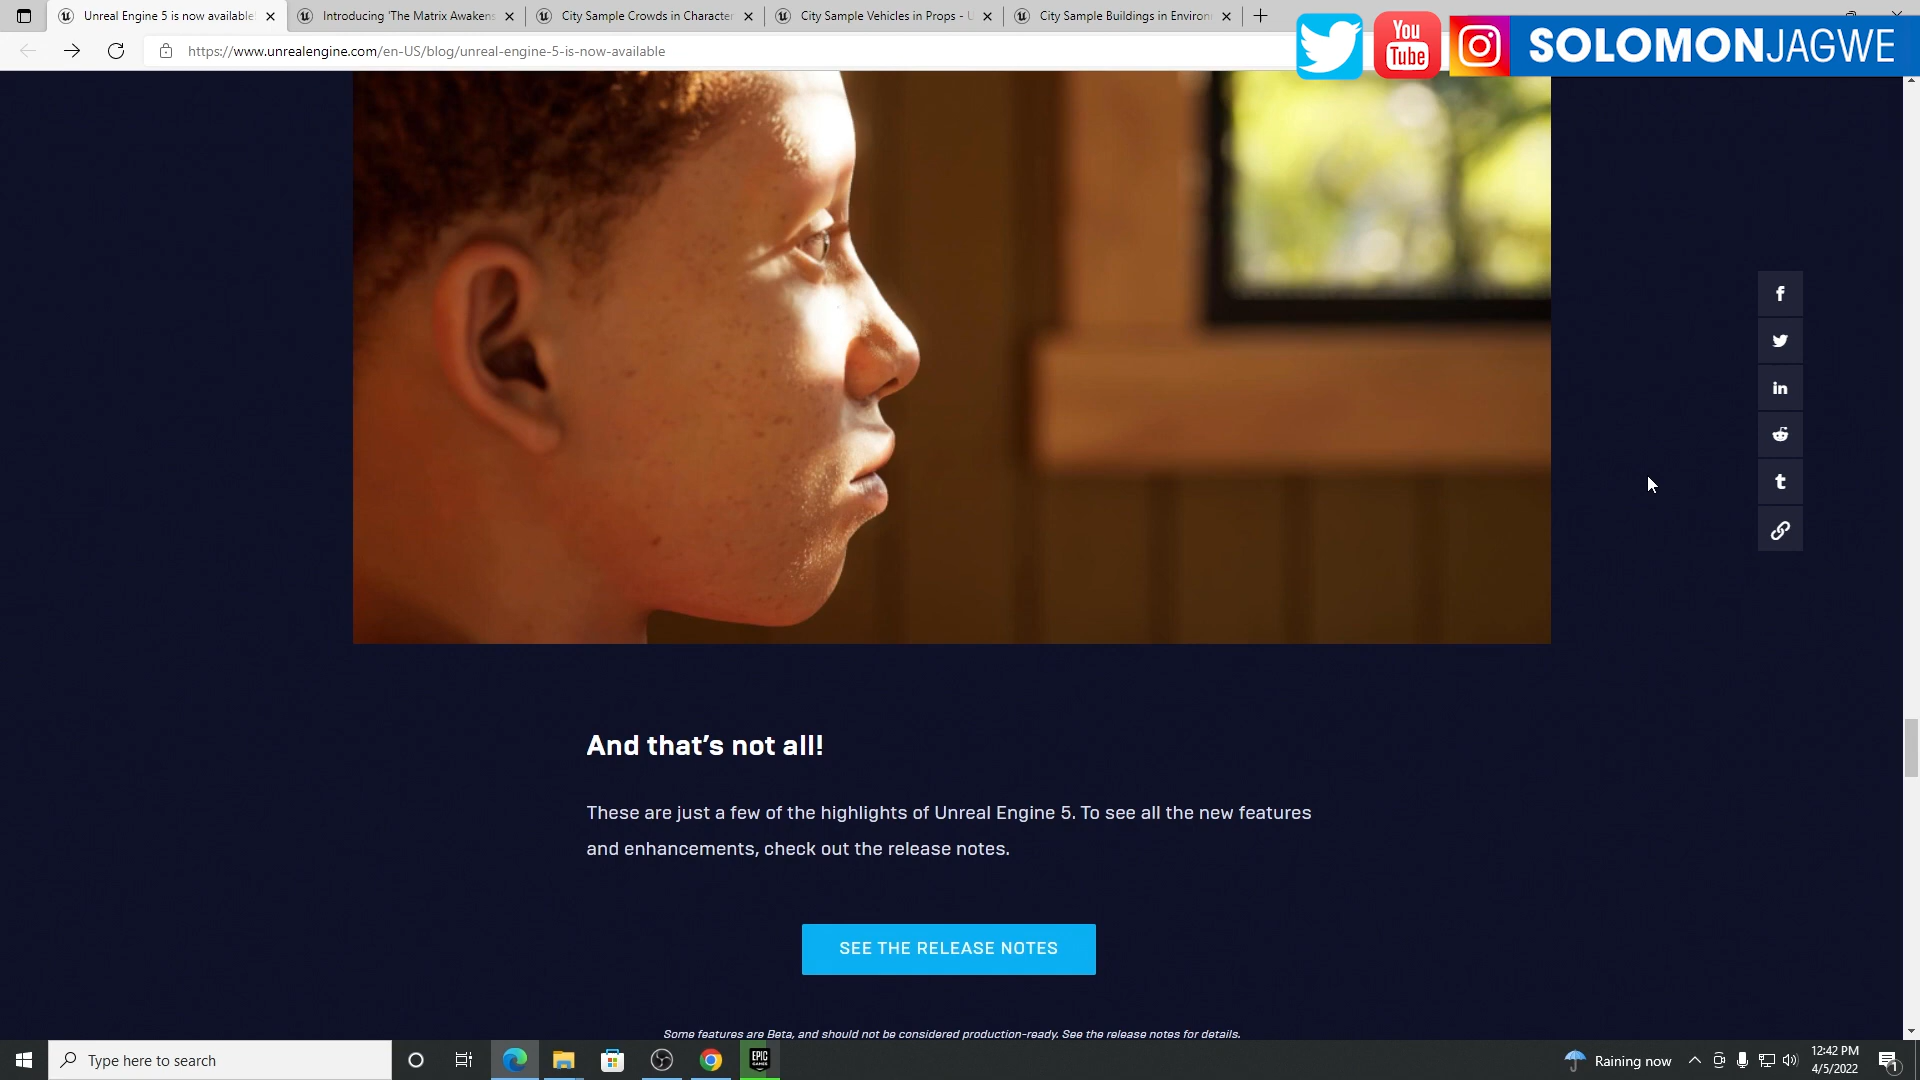 Unreal Engine 5 is now available!
Introducing 'The Matrix Awakens
City Sample Crowds in Character
City Sample Vehicles in Props - U
City Sample Buildings in Environ
https://www.unrealengine.com/en-US/blog/unreal-engine-5-is-now-available
You
Tube
SOLOMONJAGWE
And that's not all!
These are just a few of the highlights of Unreal Engine 5. To see all the new features
and enhancements, check out the release notes.
SEE THE RELEASE NOTES
Some features are Beta, and should not be considered production-ready. See the release notes for details.
Type here to search
EPIC
GAMES
Raining now
12:42 PM
4/5/2022
1